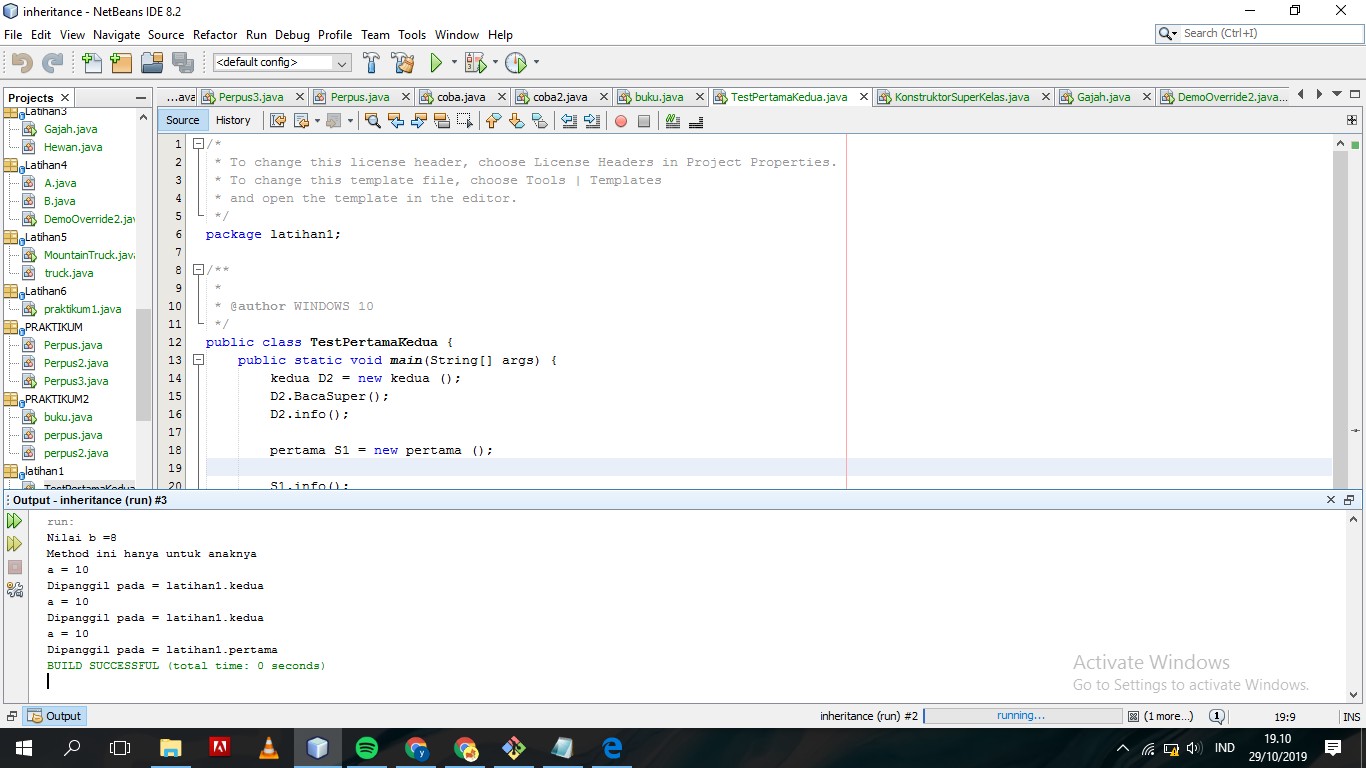 inheritance - NetBeans IDE 8.2
File Edit View Navigate Source Refactor Run Debug Profile Team Tools Window Help
Search (Ctrl+I)
<default config>
Projects
...ava Perpus3.java Perpus.java coba.java coba2.java buku.java TestPertamaKedua.java KonstruktorSuperKelas.java Gajah.java DemoOverride2.java...
Source History
Latihan3
Gajah.java
Hewan.java
Latihan4
A.java
B.java
DemoOverride2.jav
Latihan5
MountainTruck.java
truck.java
Latihan6
praktikum1.java
PRAKTIKUM
Perpus.java
Perpus2.java
Perpus3.java
PRAKTIKUM2
buku.java
perpus.java
perpus2.java
latihan1
TestPertamaKedua
1 /*
2 * To change this license header, choose License Headers in Project Properties.
3 * To change this template file, choose Tools | Templates
4 * and open the template in the editor.
5 */
6 package latihan1;
7
8 /**
9 *
10 * @author WINDOWS 10
11 */
12 public class TestPertamaKedua {
13 public static void main(String[] args) {
14 kedua D2 = new kedua ();
15 D2.BacaSuper();
16 D2.info();
17
18 pertama S1 = new pertama ();
19
20 S1.info();
Output - inheritance (run) #3
run:
Nilai b =8
Method ini hanya untuk anaknya
a = 10
Dipanggil pada = latihan1.kedua
a = 10
Dipanggil pada = latihan1.kedua
a = 10
Dipanggil pada = latihan1.pertama
BUILD SUCCESSFUL (total time: 0 seconds)
Activate Windows
Go to Settings to activate Windows.
Output
inheritance (run) #2 running... (1 more...) 1 19:9 INS
IND
19.10
29/10/2019